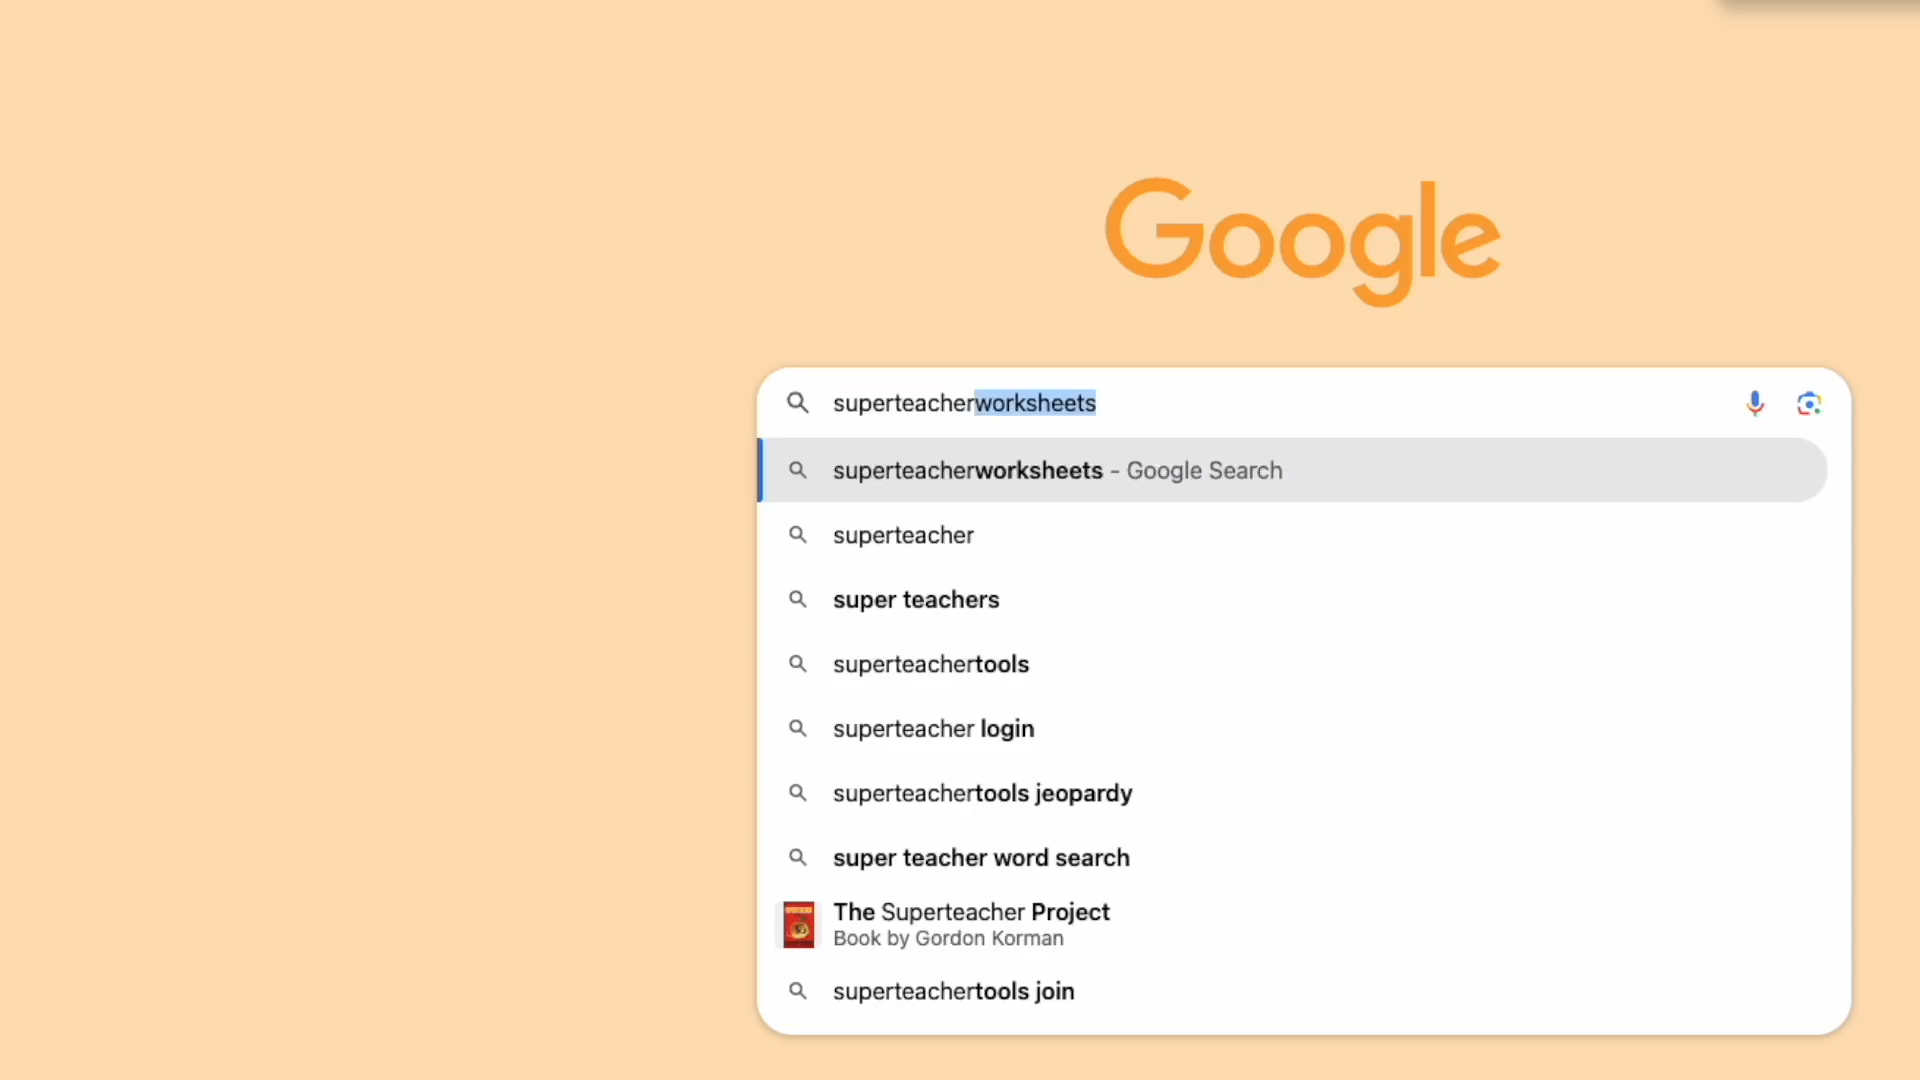 Google
superteacherworksheets
superteacherworksheets - Google Search
superteacher
super teachers
superteachertools
superteacher login
superteachertools jeopardy
super teacher word search
The Superteacher Project
Book by Gordon Korman
superteachertools join